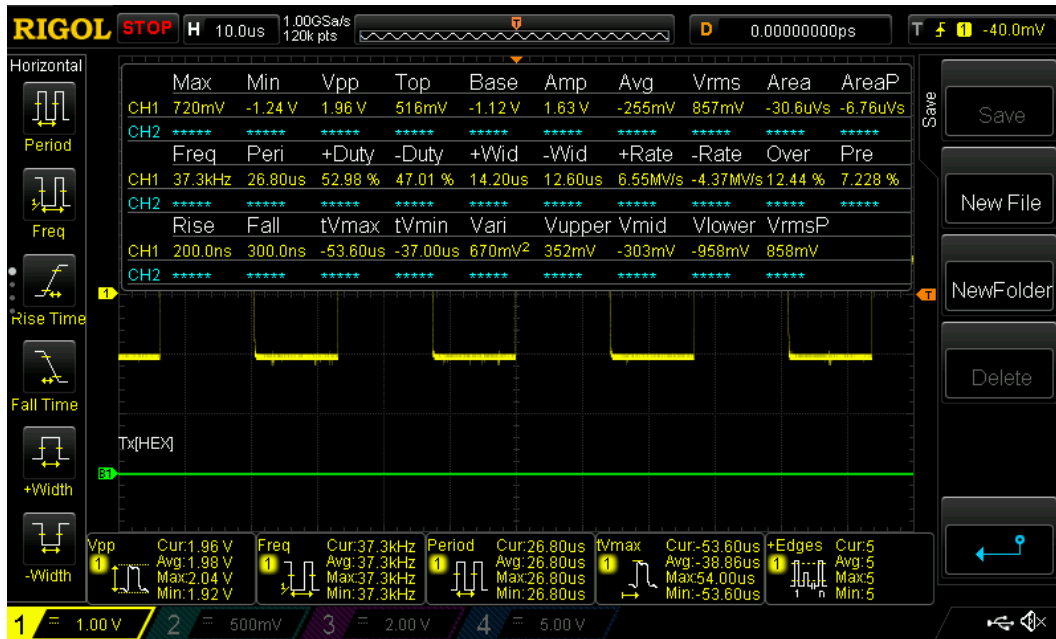 RIGOL STOP H 10.0us 1.00GSa/s 120k pts D 0.00000000ps T 1 -40.0mV
Horizontal
Period
Freq
Rise Time
Fall Time
+Width
-Width
Max Min Vpp Top Base Amp Avg Vrms Area AreaP
CH1 720mV -1.24 V 1.96 V 516mV -1.12 V 1.63 V -255mV 857mV -30.6uVs -6.76uVs
CH2 ***** ***** ***** ***** ***** ***** ***** ***** ***** *****
Freq Peri +Duty -Duty +Wid -Wid +Rate -Rate Over Pre
CH1 37.3kHz 26.80us 52.98 % 47.01 % 14.20us 12.60us 6.55MV/s -4.37MV/s 12.44 % 7.228 %
CH2 ***** ***** ***** ***** ***** ***** ***** ***** ***** *****
Rise Fall tVmax tVmin Vari Vupper Vmid Vlower VrmsP
CH1 200.0ns 300.0ns -53.60us -37.00us 670mV² 352mV -303mV -958mV 858mV
CH2 ***** ***** ***** ***** ***** ***** ***** ***** *****
1
T
Tx[HEX]
B1
Save
Save
New File
NewFolder
Delete
Vpp 1 Cur:1.96 V
Avg:1.98 V
Max:2.04 V
Min:1.92 V
Freq 1 Cur:37.3kHz
Avg:37.3kHz
Max:37.3kHz
Min:37.3kHz
Period 1 Cur:26.80us
Avg:26.80us
Max:26.80us
Min:26.80us
tVmax 1 Cur:-53.60us
Avg:-38.86us
Max:54.00us
Min:-53.60us
+Edges 1 Cur:5
Avg:5
Max:5
Min:5
1 1.00 V 2 500mV 3 2.00 V 4 5.00 V